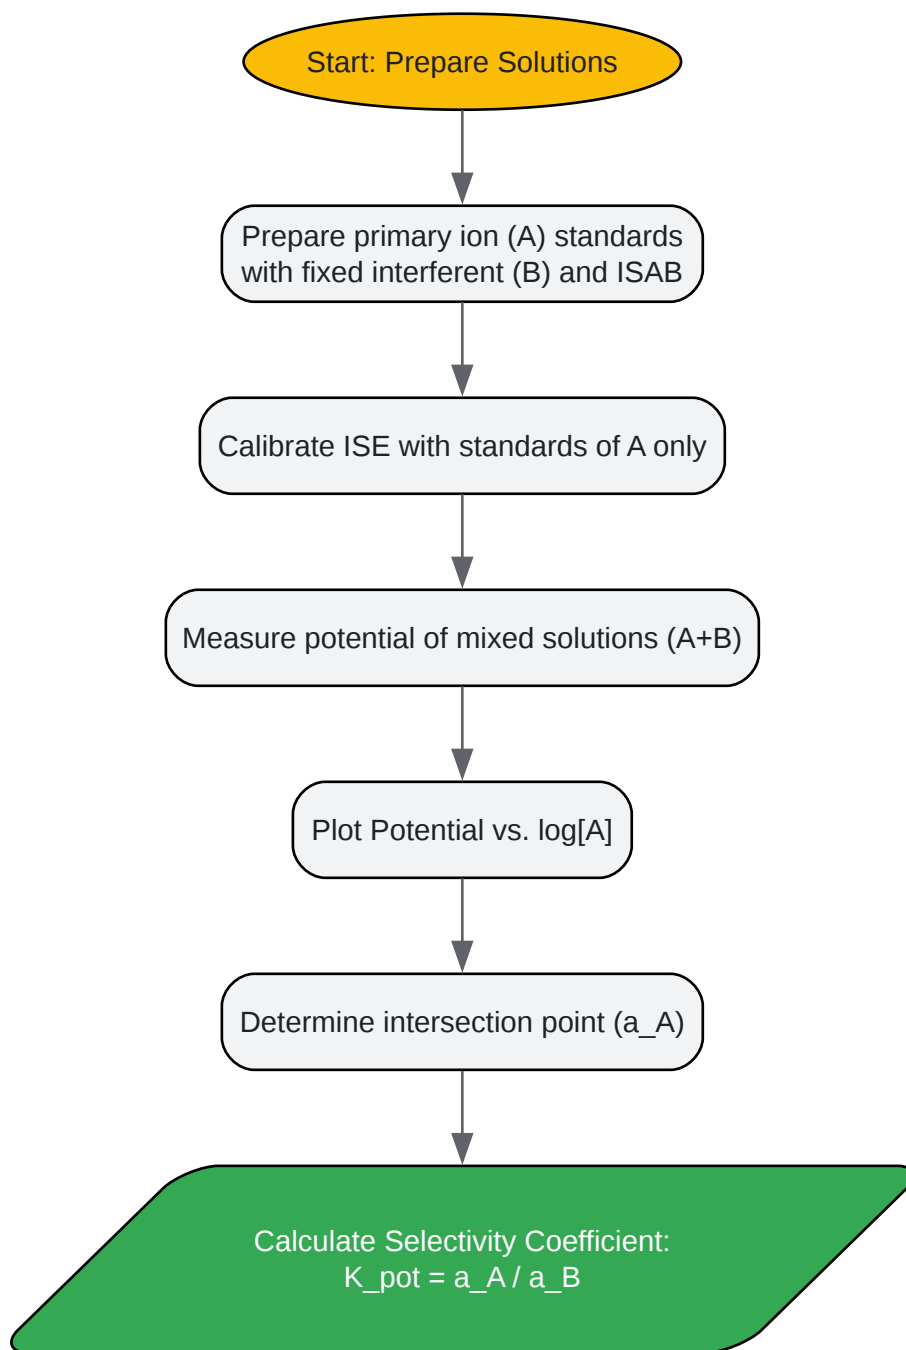 Start: Prepare Solutions
Prepare primary ion (A) standards
with fixed interferent (B) and ISAB
Calibrate ISE with standards of A only
Measure potential of mixed solutions (A+B)
Plot Potential vs. log[A]
Determine intersection point (a_A)
Calculate Selectivity Coefficient:
K_pot = a_A / a_B